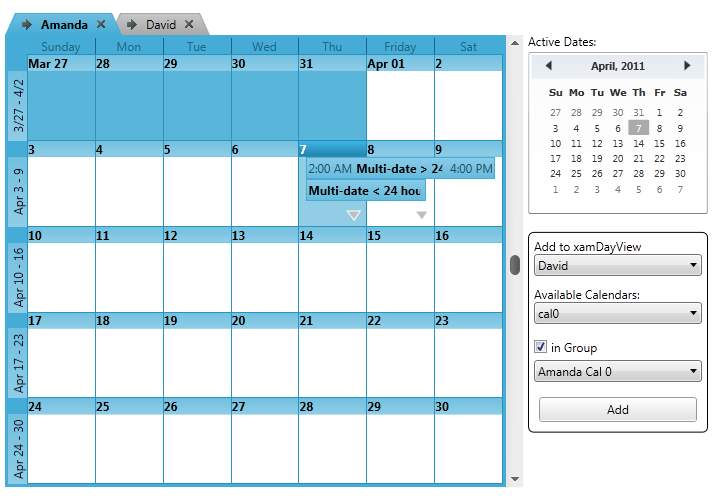 Amanda David
Sunday Mon Tue Wed Thu Friday Sat
3/27 - 4/2
Mar 27 28 29 30 31 Apr 01 2
Apr 3 - 9
3 4 5 6 7 8 9
2:00 AM Multi-date > 24 4:00 PM
Multi-date < 24 hou
Apr 10 - 16
10 11 12 13 14 15 16
Apr 17 - 23
17 18 19 20 21 22 23
Apr 24 - 30
24 25 26 27 28 29 30
Active Dates:
April, 2011
Su Mo Tu We Th Fr Sa
27 28 29 30 31 1 2
3 4 5 6 7 8 9
10 11 12 13 14 15 16
17 18 19 20 21 22 23
24 25 26 27 28 29 30
1 2 3 4 5 6 7
Add to xamDayView
David
Available Calendars:
cal0
in Group
Amanda Cal 0
Add